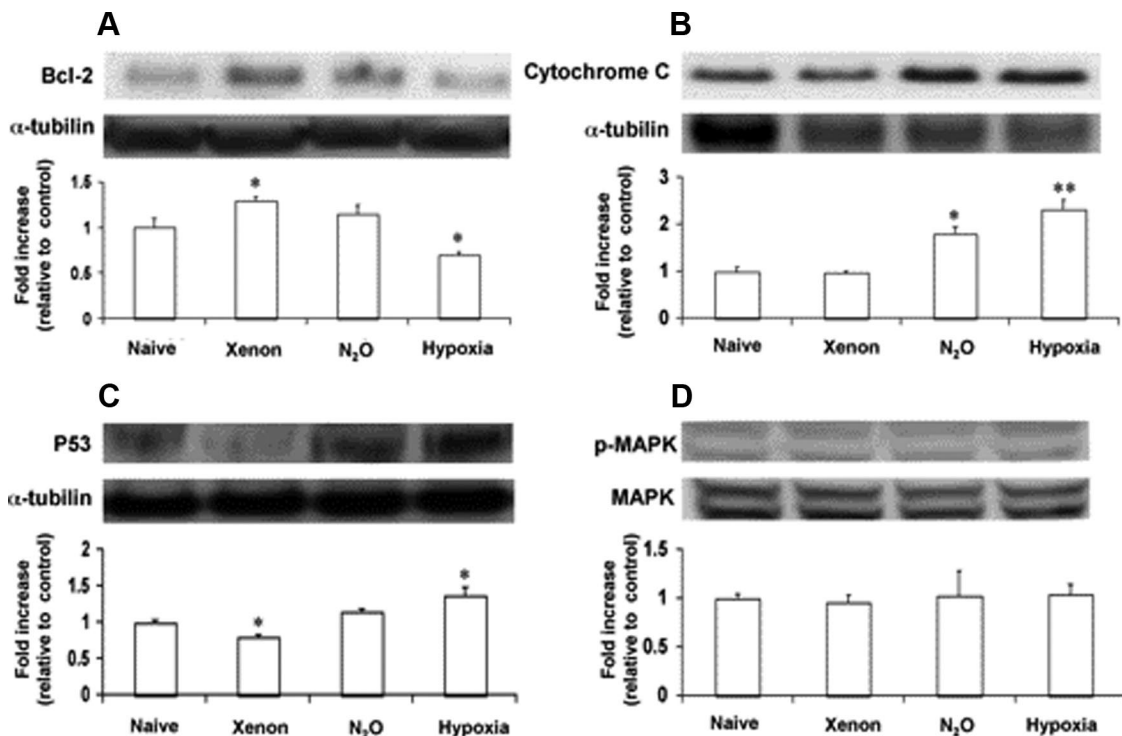 A
Bcl-2
α-tubilin
Fold increase
(relative to control)
1.5
*
1
*
0.5
0
Naive Xenon N₂O Hypoxia
B
Cytochrome C
α-tubilin
Fold increase
(relative to control)
3
**
*
2
1
0
Naive Xenon N₂O Hypoxia
C
P53
α-tubilin
Fold increase
(relative to control)
2
*
1.5
*
1
0.5
0
Naive Xenon N₂O Hypoxia
D
p-MAPK
MAPK
Fold increase
(relative to control)
1.5
1
0.5
0
Naive Xenon N₂O Hypoxia